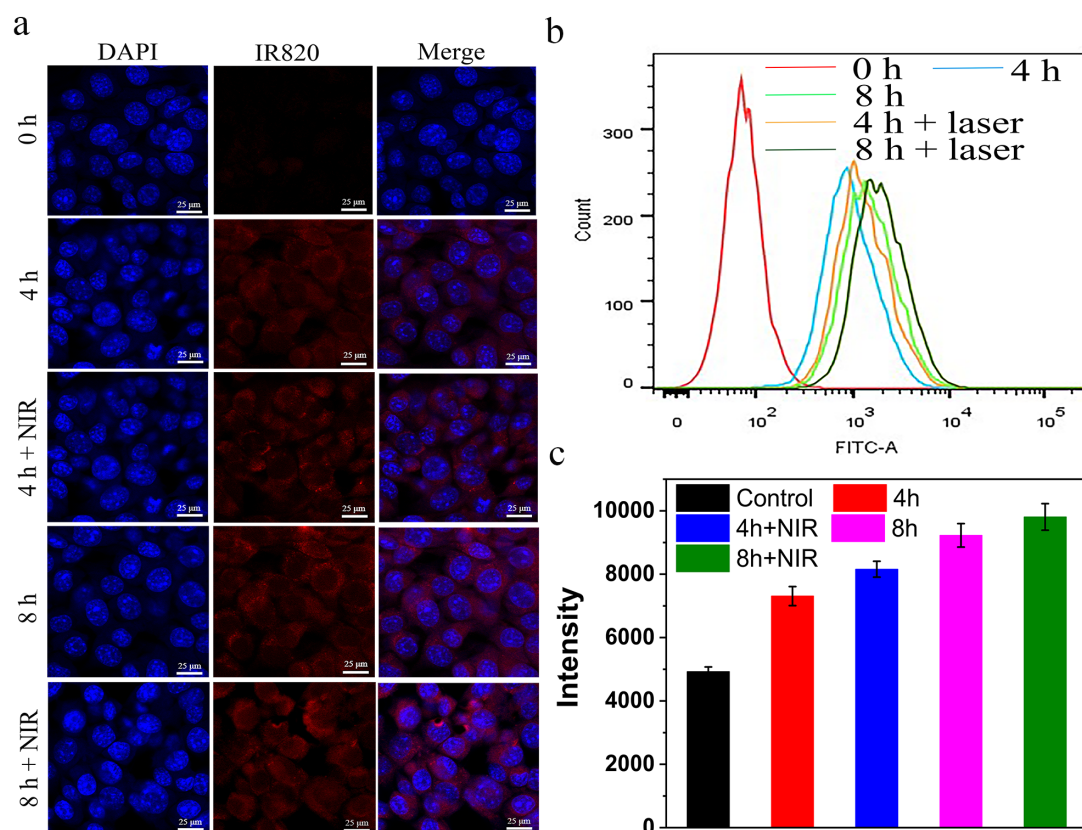 a
DAPI IR820 Merge
0 h
25 μm 25 μm 25 μm
4 h
25 μm 25 μm 25 μm
4 h + NIR
25 μm 25 μm 25 μm
8 h
25 μm 25 μm 25 μm
8 h + NIR
25 μm 25 μm 25 μm
b
0 h 4 h
8 h
4 h + laser
8 h + laser
Count
300
200
100
0
0 10² 10³ 10⁴ 10⁵
FITC-A
c
Control 4h
4h+NIR 8h
8h+NIR
Intensity
10000
8000
6000
4000
2000
0